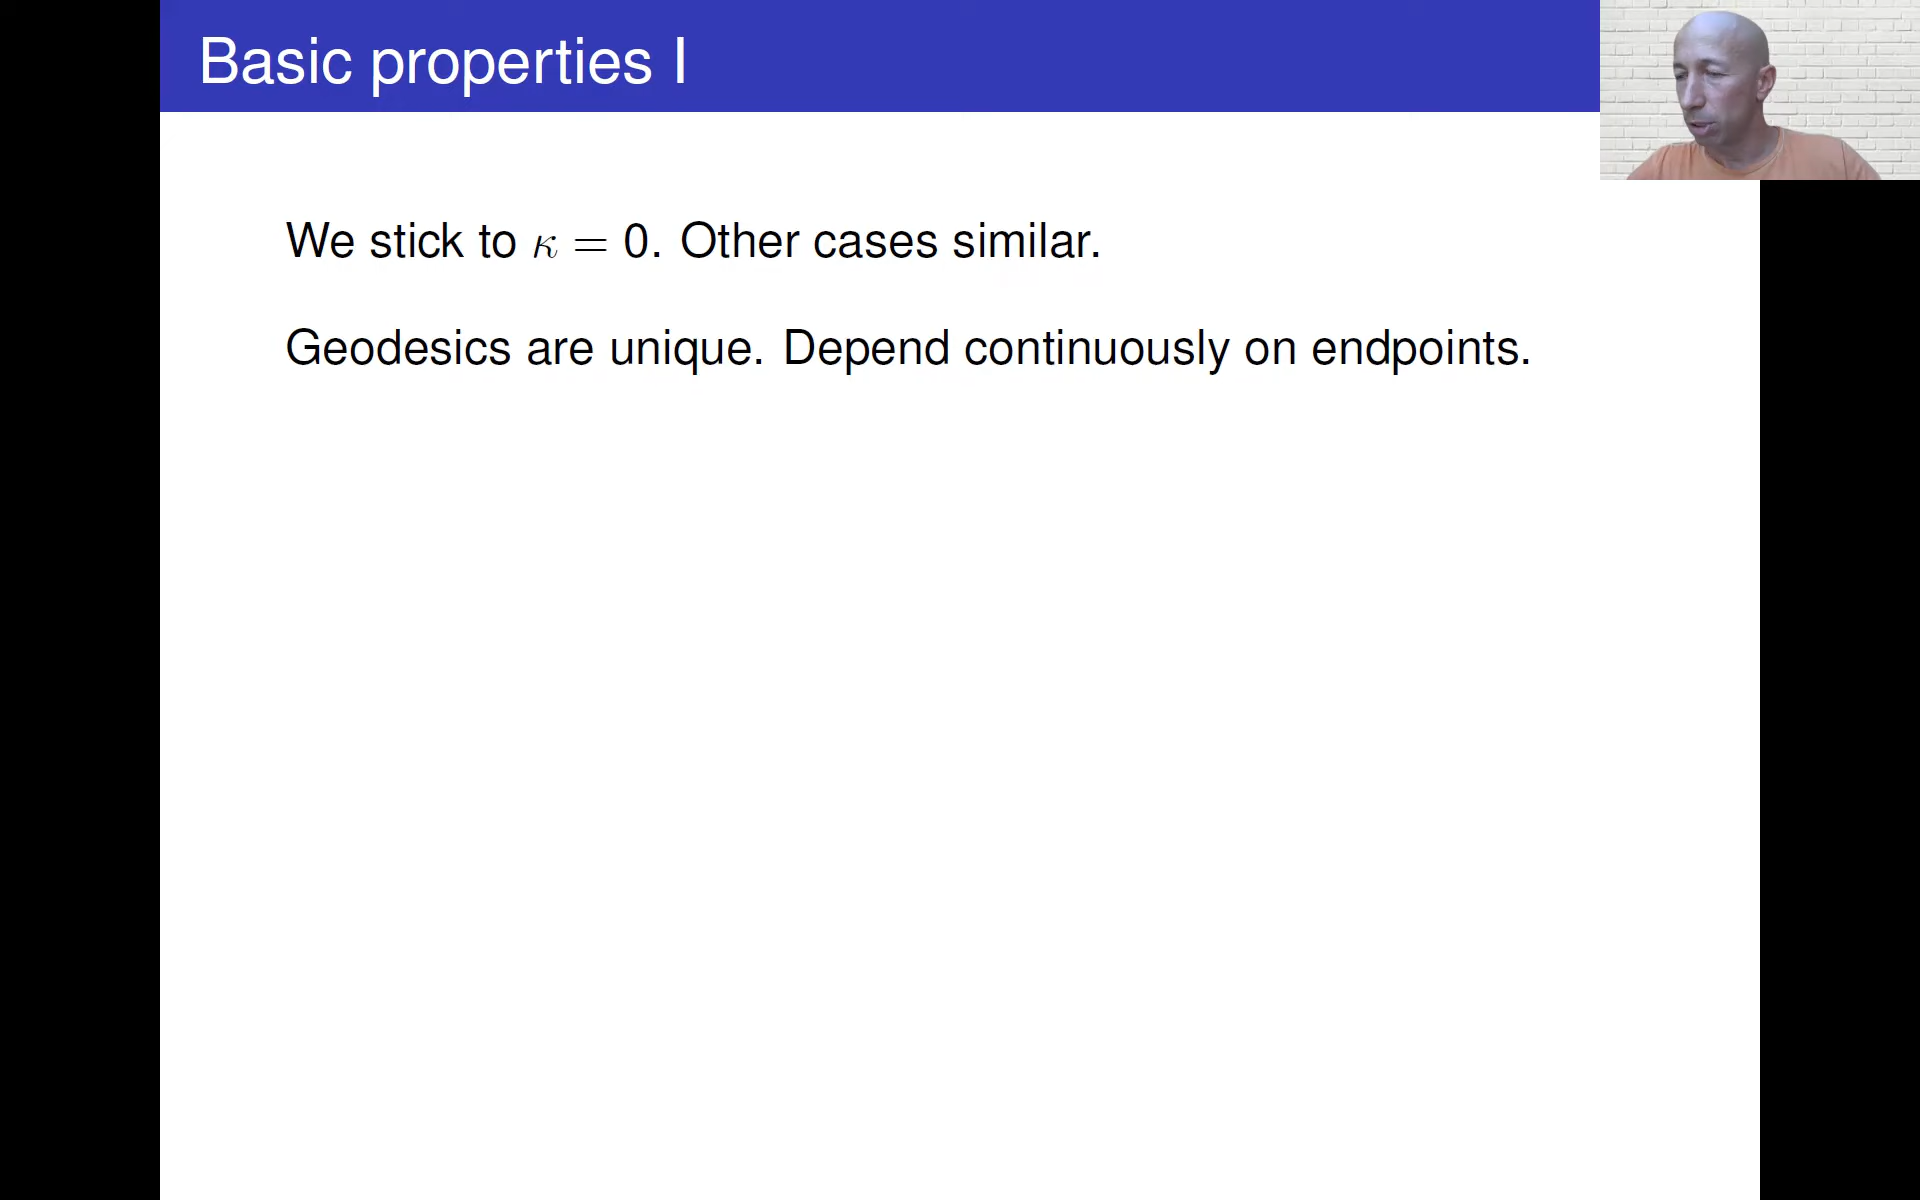 Basic properties I
We stick to κ = 0. Other cases similar.
Geodesics are unique. Depend continuously on endpoints.